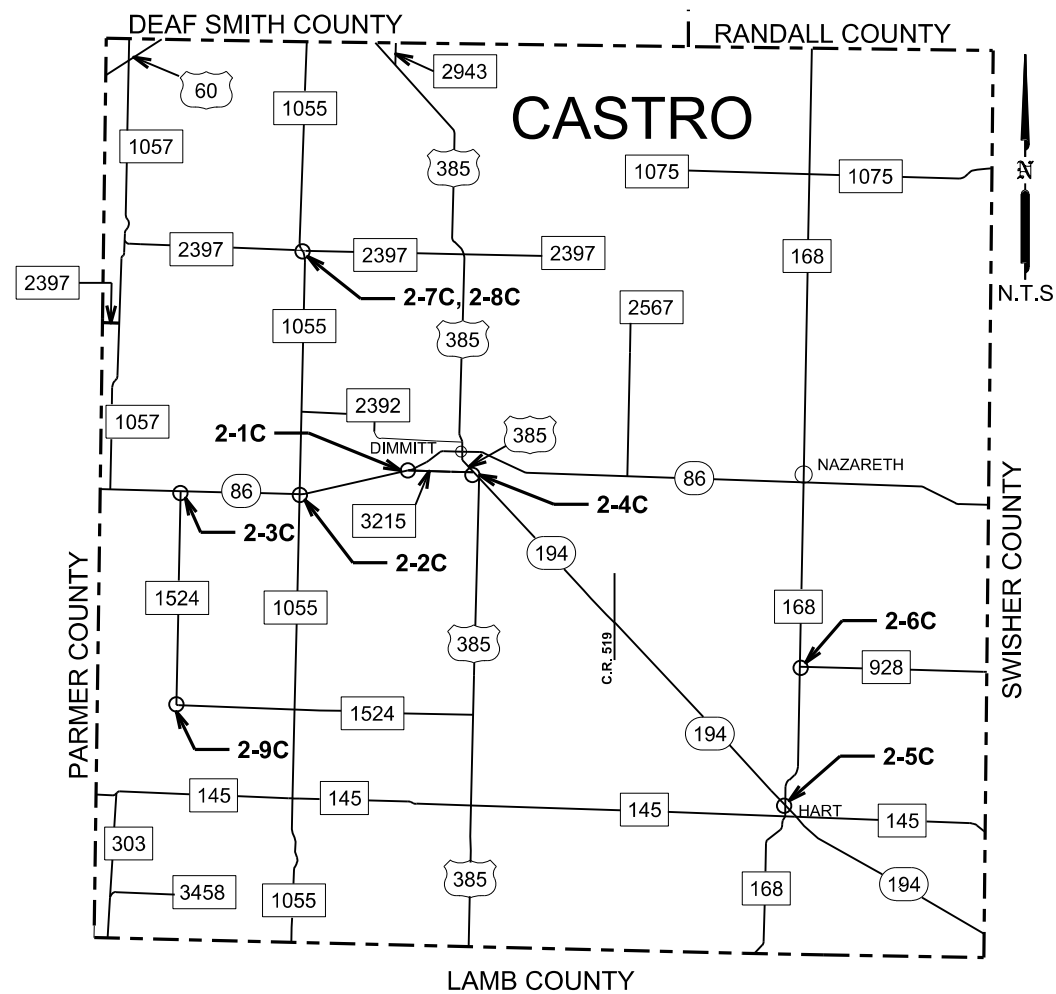 DEAF SMITH COUNTY
RANDALL COUNTY
2943
60
CASTRO
1055
1057
385
1075
1075
N
2397
2397
2397
168
2397
2-7C, 2-8C
N.T.S
2567
1055
385
2392
1057
2-1C
DIMMITT
385
NAZARETH
86
86
2-4C
3215
2-3C
2-2C
194
SWISHER COUNTY
PARMER COUNTY
1524
1055
168
2-6C
385
C.R. 519
928
1524
194
2-9C
2-5C
145
145
145
HART
145
303
385
3458
1055
168
194
LAMB COUNTY